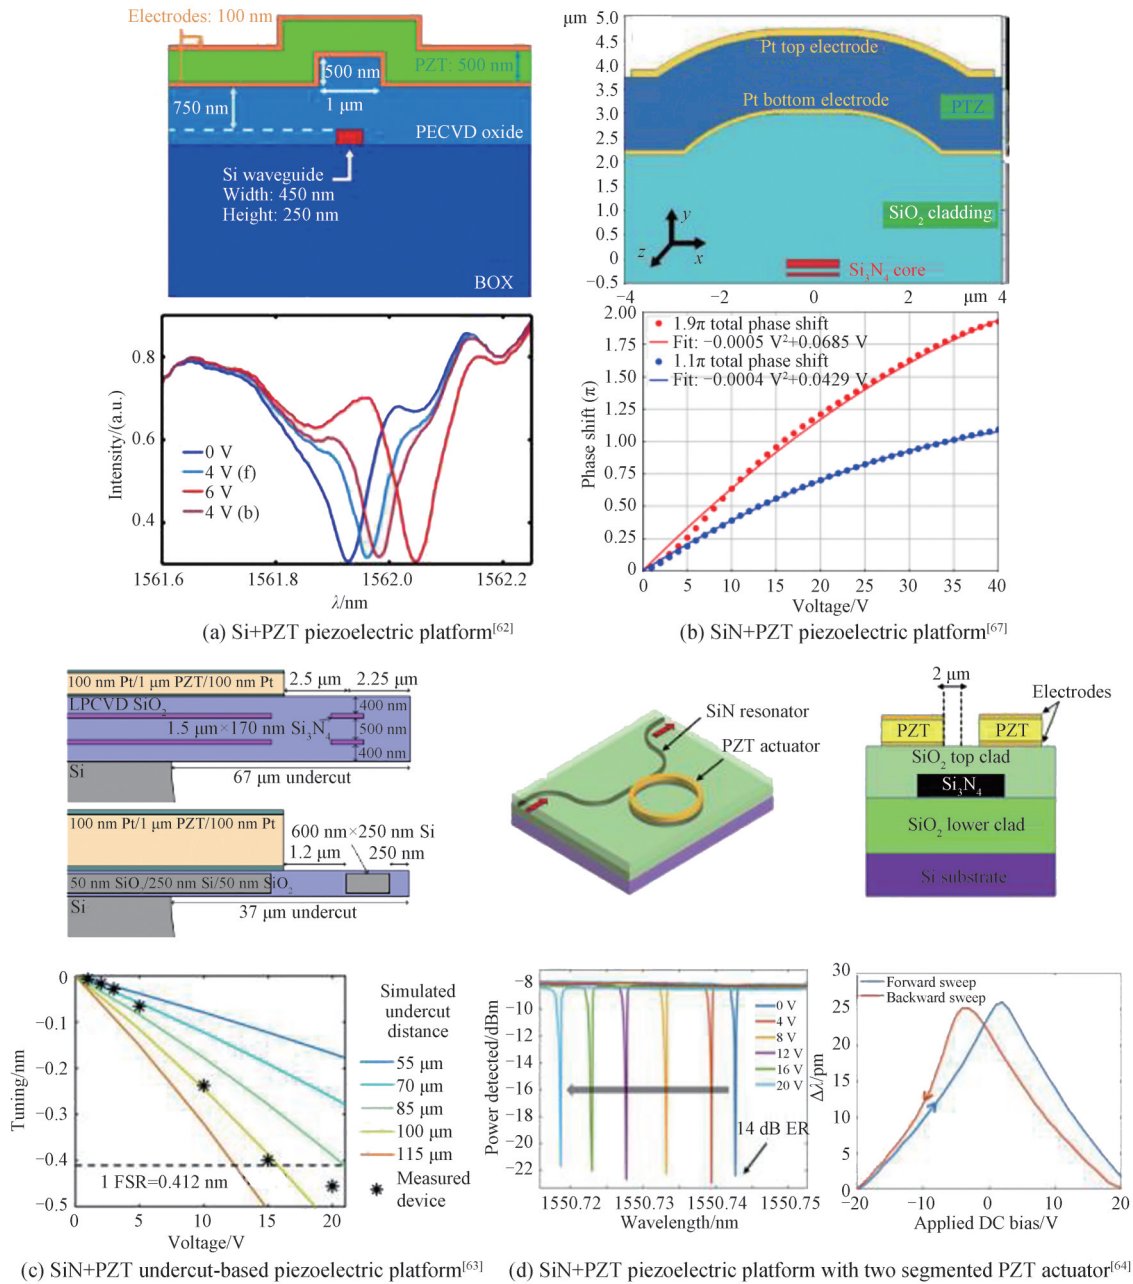 Electrodes: 100 nm
PZT: 500 nm
500 nm
1 μm
750 nm
PECVD oxide
Si waveguide
Width: 450 nm
Height: 250 nm
BOX
μm
5.0
4.5
4.0
3.5
3.0
2.5
2.0
1.5
1.0
0.5
0
−0.5
Pt top electrode
Pt bottom electrode
PTZ
SiO2 cladding
y
z
x
Si3N4 core
−4
−2
0
2
μm
4
Intensity/(a.u.)
0.8
0.6
0.4
0 V
4 V (f)
6 V
4 V (b)
1561.6
1561.8
1562.0
1562.2
λ/nm
Phase shift (π)
2.00
1.75
1.50
1.25
1.00
0.75
0.50
0.25
0
1.9π total phase shift
Fit: −0.0005 V²+0.0685 V
1.1π total phase shift
Fit: −0.0004 V²+0.0429 V
0
5
10
15
20
25
30
35
40
Voltage/V
(a) Si+PZT piezoelectric platform[62]
(b) SiN+PZT piezoelectric platform[67]
2.5 μm
2.25 μm
100 nm Pt/1 μm PZT/100 nm Pt
LPCVD SiO2
400 nm
1.5 μm×170 nm
Si3N4
500 nm
400 nm
Si
67 μm undercut
100 nm Pt/1 μm PZT/100 nm Pt
600 nm×250 nm Si
1.2 μm
250 nm
50 nm SiO2/250 nm Si/50 nm SiO2
Si
37 μm undercut
SiN resonator
PZT actuator
2 μm
Electrodes
PZT
PZT
SiO2 top clad
Si3N4
SiO2 lower clad
Si substrate
Tuning/nm
0
−0.1
−0.2
−0.3
−0.4
−0.5
1 FSR=0.412 nm
0
5
10
15
20
Voltage/V
Simulated
undercut
distance
55 μm
70 μm
85 μm
100 μm
115 μm
Measured
device
Power detected/dBm
−8
−10
−12
−14
−16
−18
−20
−22
0 V
4 V
8 V
12 V
16 V
20 V
14 dB ER
1550.72
1550.73
1550.74
1550.75
Wavelength/nm
Δλ/pm
30
25
20
15
10
5
0
Forward sweep
Backward sweep
−20
−10
0
10
20
Applied DC bias/V
(c) SiN+PZT undercut-based piezoelectric platform[63]
(d) SiN+PZT piezoelectric platform with two segmented PZT actuator[64]